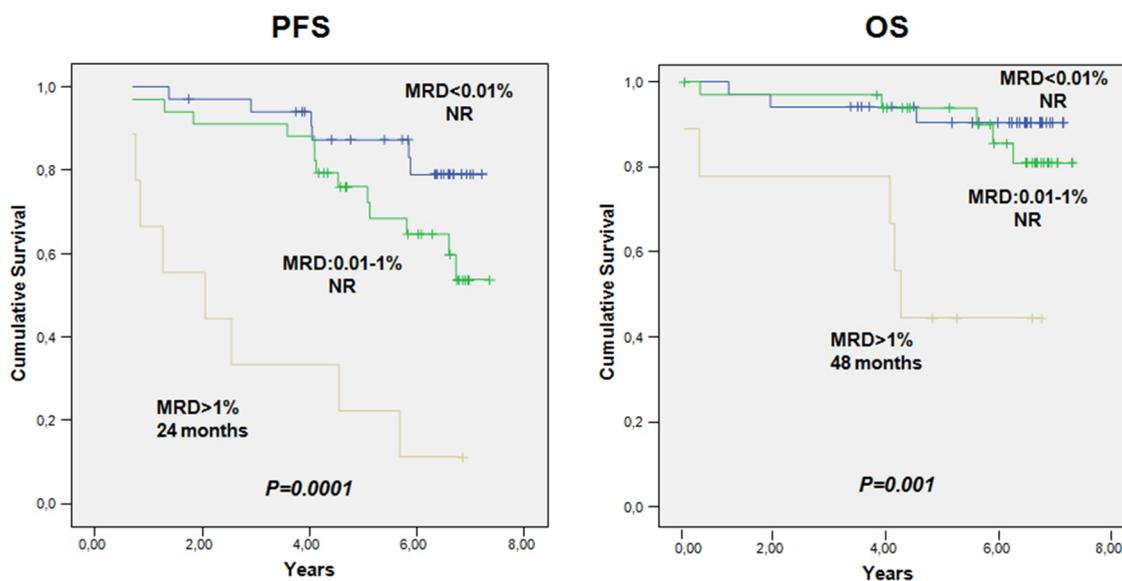 PFS
OS
1,0
0,8
0,6
0,4
0,2
0,0
Cumulative Survival
MRD<0.01%
NR
MRD:0.01-1%
NR
MRD>1%
24 months
P=0.0001
0,00 2,00 4,00 6,00 8,00
Years
1,0
0,8
0,6
0,4
0,2
0,0
Cumulative Survival
MRD<0.01%
NR
MRD:0.01-1%
NR
MRD>1%
48 months
P=0.001
0,00 2,00 4,00 6,00 8,00
Years